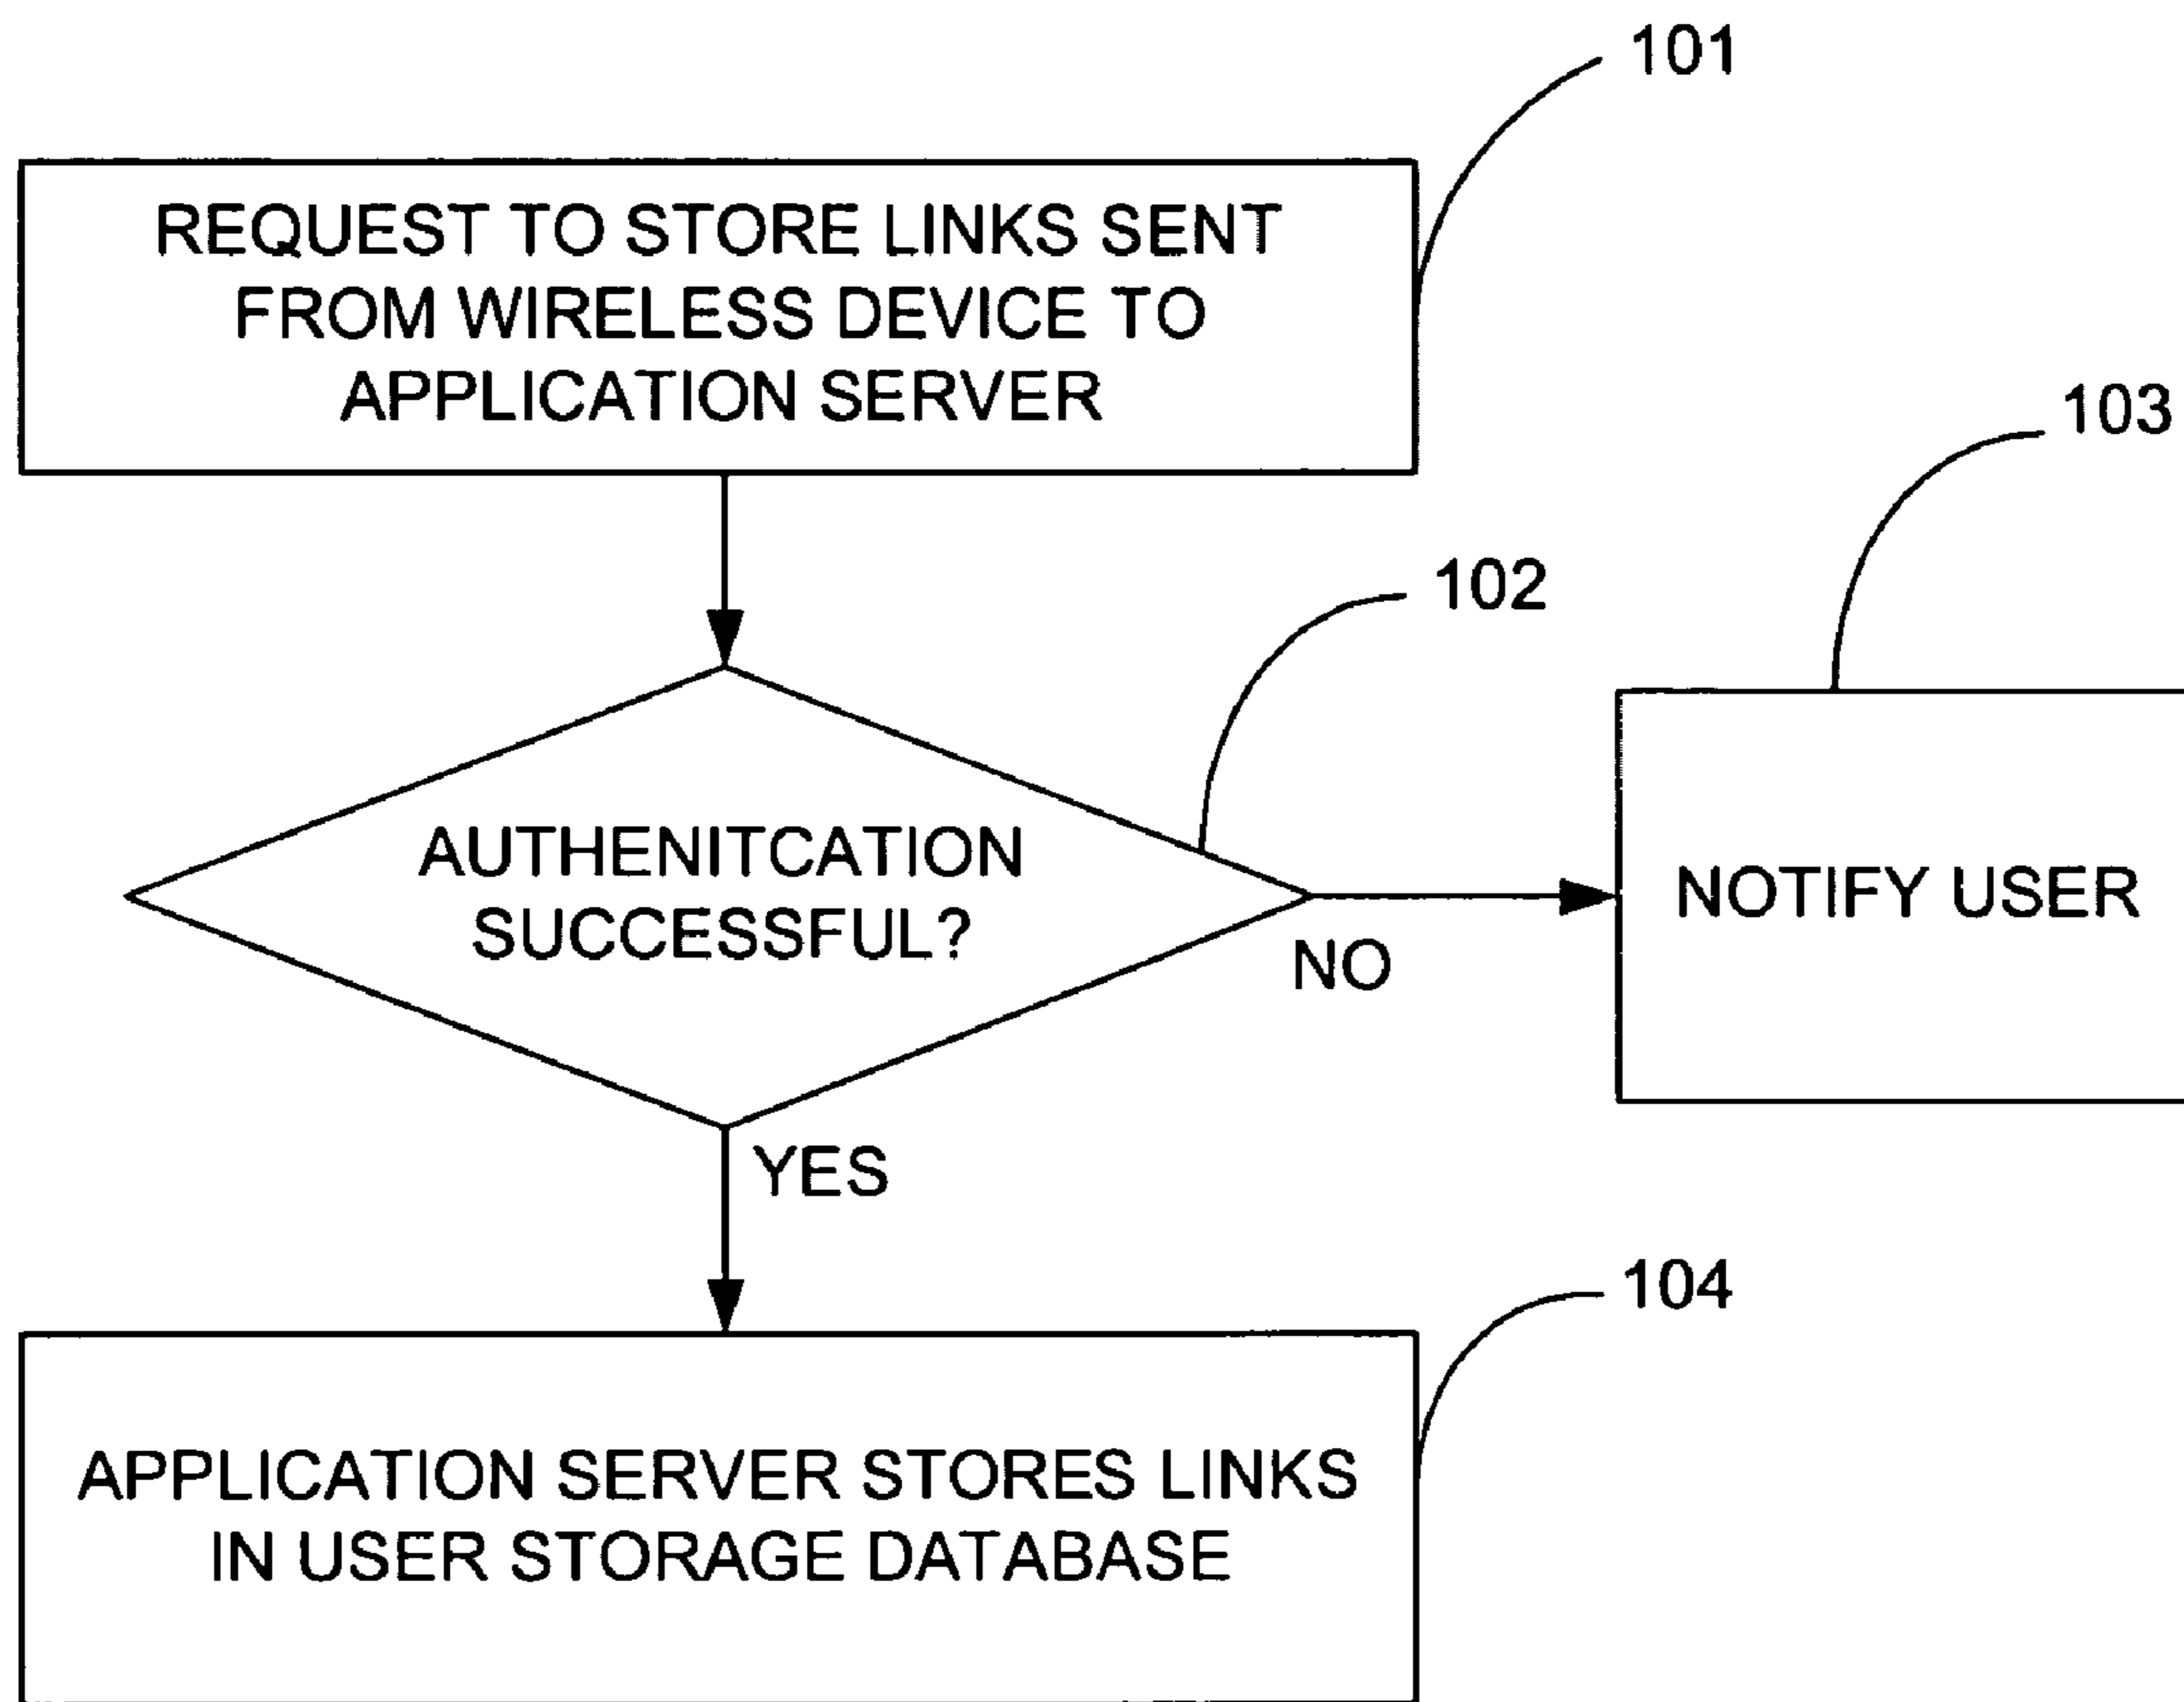 101
REQUEST TO STORE LINKS SENT
FROM WIRELESS DEVICE TO
APPLICATION SERVER
103
102
AUTHENITCATION
SUCCESSFUL?
NOTIFY USER
NO
YES
104
APPLICATION SERVER STORES LINKS
IN USER STORAGE DATABASE